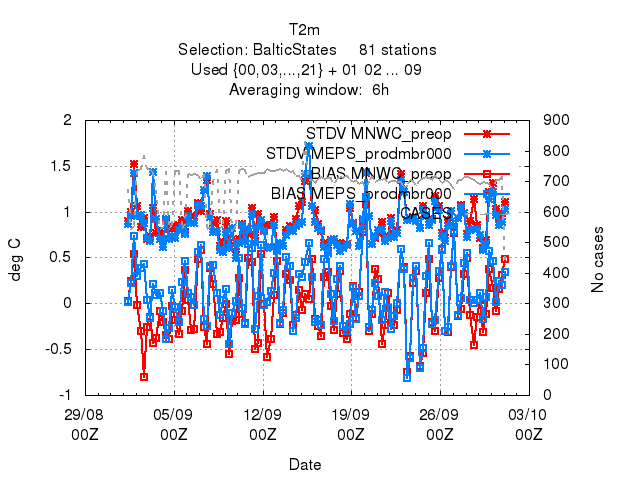 T2m
Selection: BalticStates 81 stations
Used {00,03,...,21} + 01 02 ... 09
Averaging window: 6h
2 900
STDV MNWC_preop
800
STDV MEPS_prodmbr000
1.5 700
BIAS MNWC_preop
BIAS MEPS_prodmbr000
1 600
CASES
500
0.5 400
0 300
200
-0.5 100
-1 0
deg C
No cases
29/08 05/09 12/09 19/09 26/09 03/10
00Z 00Z 00Z 00Z 00Z 00Z
Date